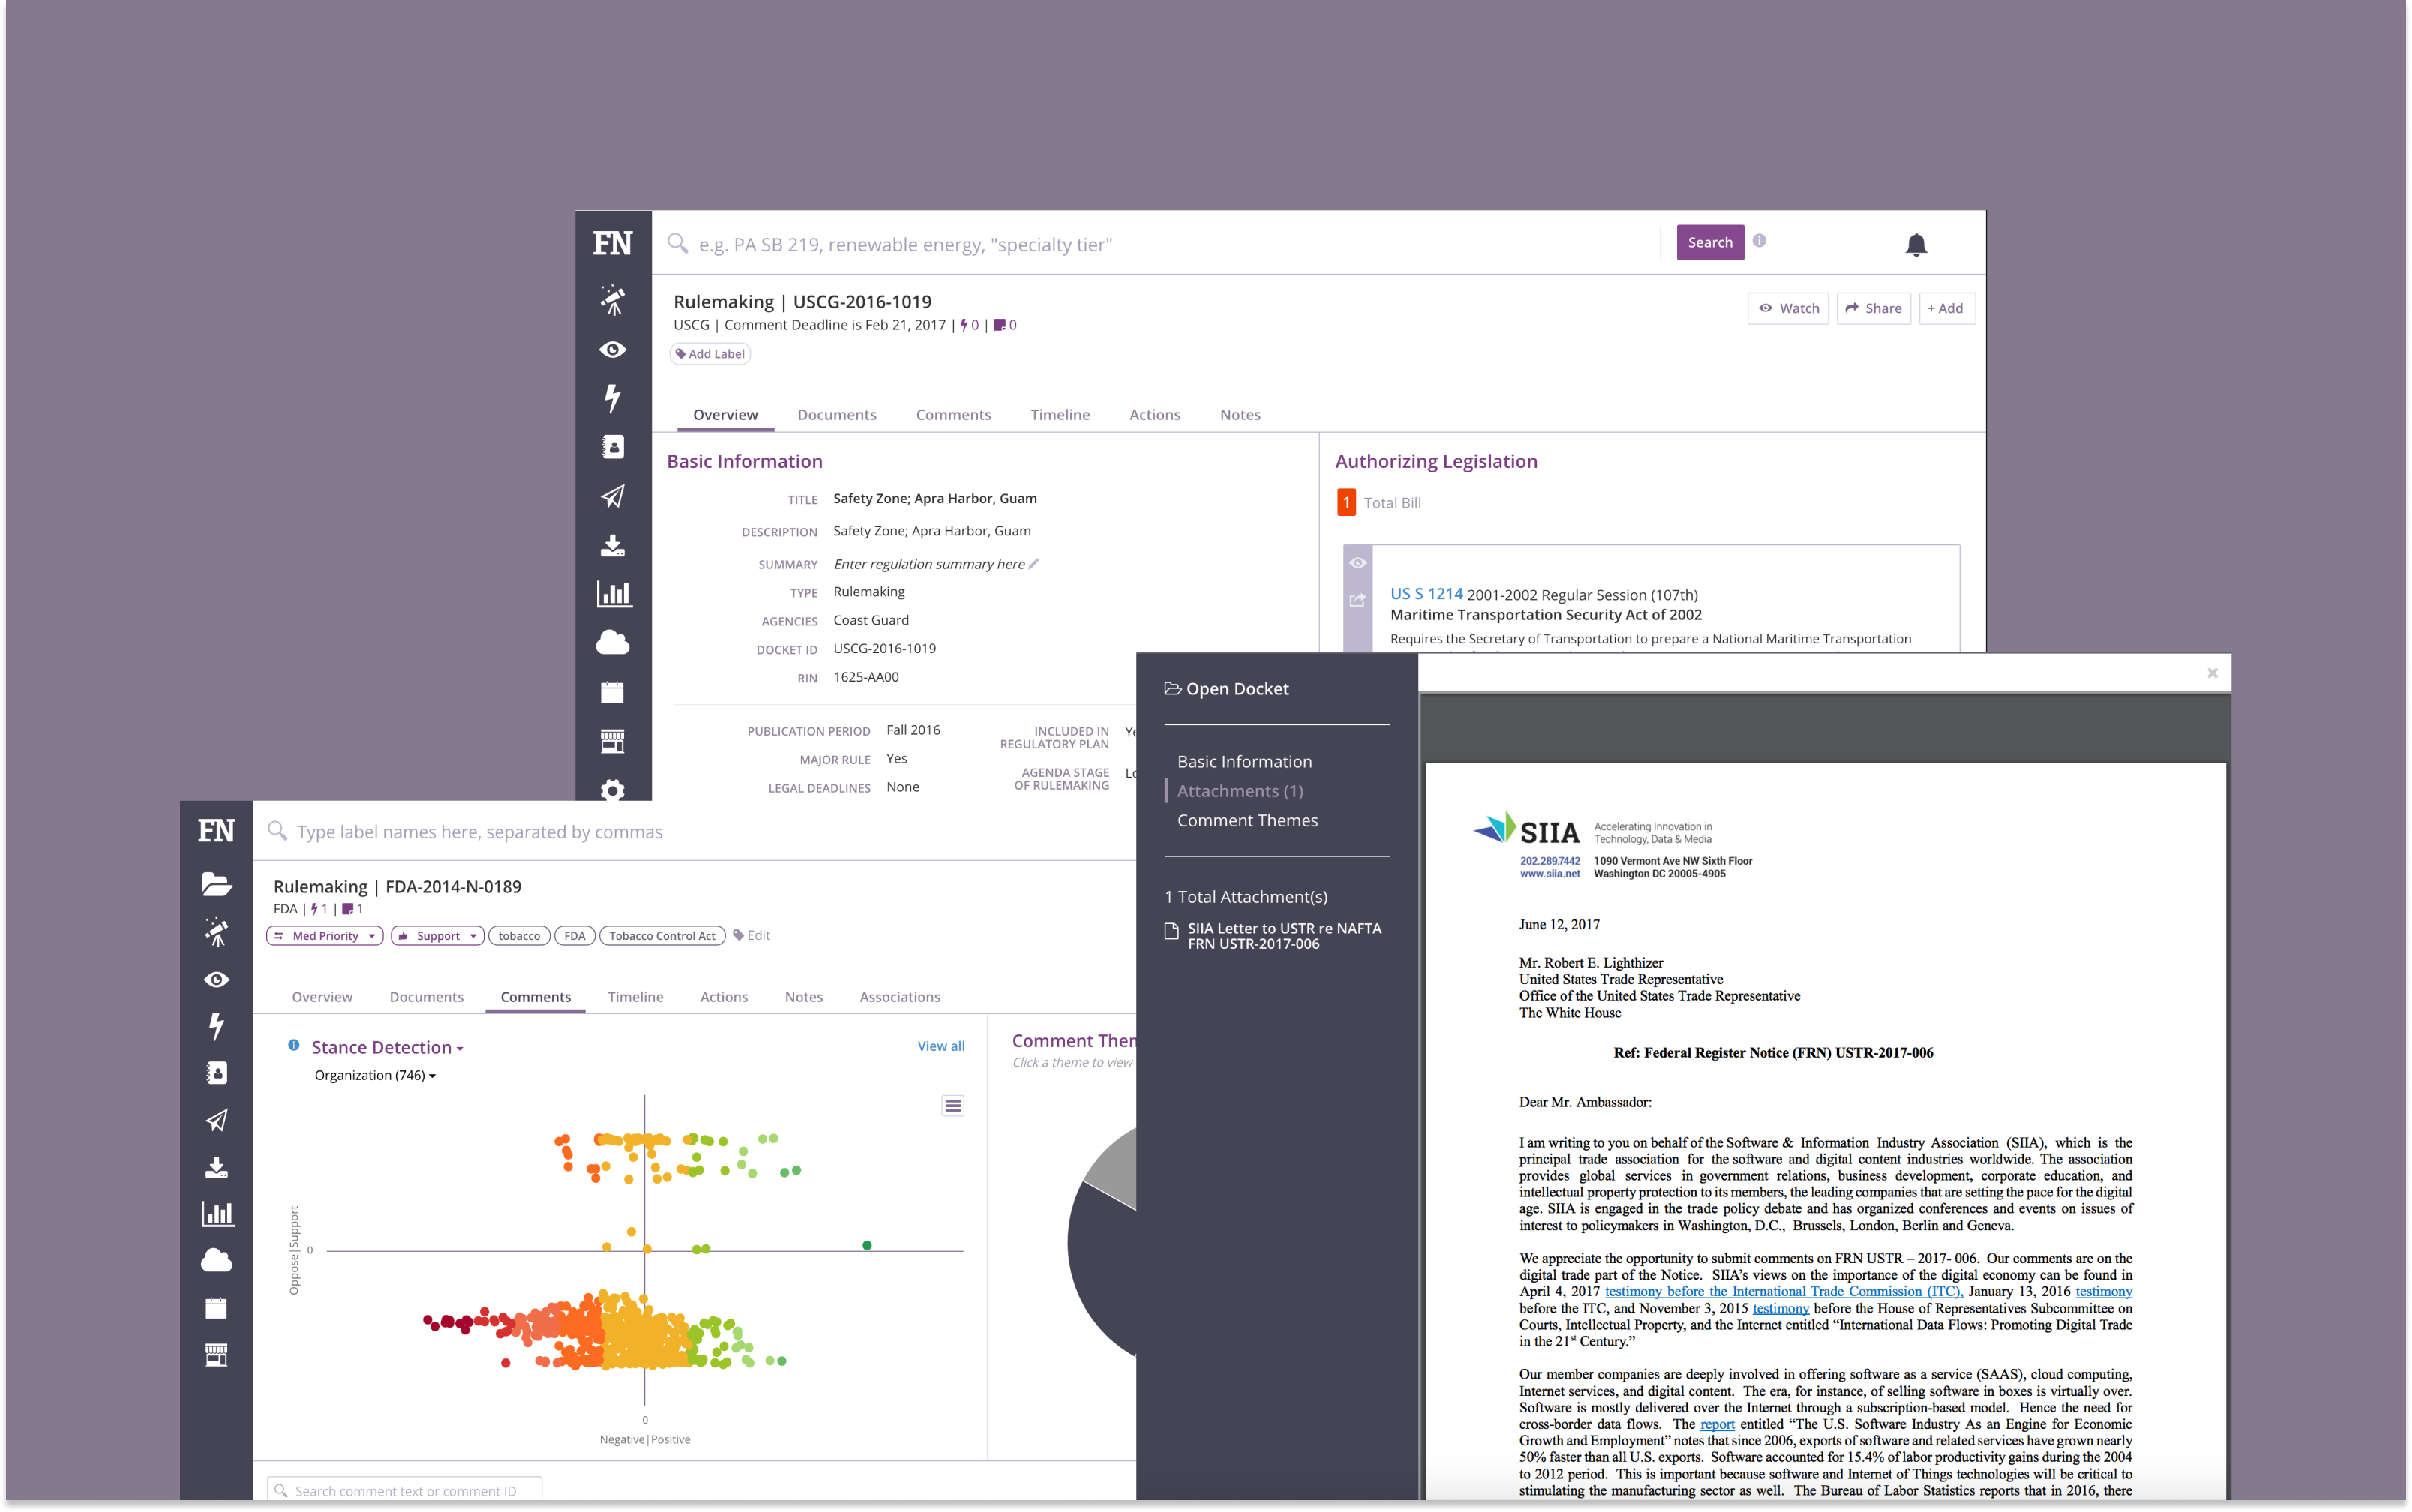 FN
e.g. PA SB 219, renewable energy, "specialty tier"
Search
Rulemaking | USCG-2016-1019
USCG | Comment Deadline is Feb 21, 2017 | 0 | 0
Add Label
Watch
Share
+ Add
Overview
Documents
Comments
Timeline
Actions
Notes
Basic Information
TITLE Safety Zone; Apra Harbor, Guam
DESCRIPTION Safety Zone; Apra Harbor, Guam
SUMMARY Enter regulation summary here
TYPE Rulemaking
AGENCIES Coast Guard
DOCKET ID USCG-2016-1019
RIN 1625-AA00
PUBLICATION PERIOD Fall 2016
MAJOR RULE Yes
LEGAL DEADLINES None
INCLUDED IN
REGULATORY PLAN
AGENDA STAGE
OF RULEMAKING
Authorizing Legislation
1 Total Bill
US S 1214 2001-2002 Regular Session (107th)
Maritime Transportation Security Act of 2002
Requires the Secretary of Transportation to prepare a National Maritime Transportation
FN
Type label names here, separated by commas
Rulemaking | FDA-2014-N-0189
FDA | 1 | 1
Med Priority
Support
tobacco
FDA
Tobacco Control Act
Edit
Overview
Documents
Comments
Timeline
Actions
Notes
Associations
Stance Detection
View all
Organization (746)
Oppose|Support
0
0
Negative|Positive
Search comment text or comment ID
Comment
Click a theme to view
Open Docket
Basic Information
Attachments (1)
Comment Themes
1 Total Attachment(s)
SIIA Letter to USTR re NAFTA
FRN USTR-2017-006
SIIA
Accelerating Innovation in
Technology, Data & Media
202.289.7442 1090 Vermont Ave NW Sixth Floor
www.siia.net Washington DC 20005-4905
June 12, 2017
Mr. Robert E. Lighthizer
United States Trade Representative
Office of the United States Trade Representative
The White House
Ref: Federal Register Notice (FRN) USTR-2017-006
Dear Mr. Ambassador:
I am writing to you on behalf of the Software & Information Industry Association (SIIA), which is the
principal trade association for the software and digital content industries worldwide. The association
provides global services in government relations, business development, corporate education, and
intellectual property protection to its members, the leading companies that are setting the pace for the digital
age. SIIA is engaged in the trade policy debate and has organized conferences and events on issues of
interest to policymakers in Washington, D.C., Brussels, London, Berlin and Geneva.
We appreciate the opportunity to submit comments on FRN USTR – 2017- 006. Our comments are on the
digital trade part of the Notice. SIIA's views on the importance of the digital economy can be found in
April 4, 2017 testimony before the International Trade Commission (ITC), January 13, 2016 testimony
before the ITC, and November 3, 2015 testimony before the House of Representatives Subcommittee on
Courts, Intellectual Property, and the Internet entitled “International Data Flows: Promoting Digital Trade
in the 21st Century.”
Our member companies are deeply involved in offering software as a service (SAAS), cloud computing,
Internet services, and digital content. The era, for instance, of selling software in boxes is virtually over.
Software is mostly delivered over the Internet through a subscription-based model. Hence the need for
cross-border data flows. The report entitled “The U.S. Software Industry As an Engine for Economic
Growth and Employment” notes that since 2006, exports of software and related services have grown nearly
50% faster than all U.S. exports. Software accounted for 15.4% of labor productivity gains during the 2004
to 2012 period. This is important because software and Internet of Things technologies will be critical to
stimulating the manufacturing sector as well. The Bureau of Labor Statistics reports that in 2016, there